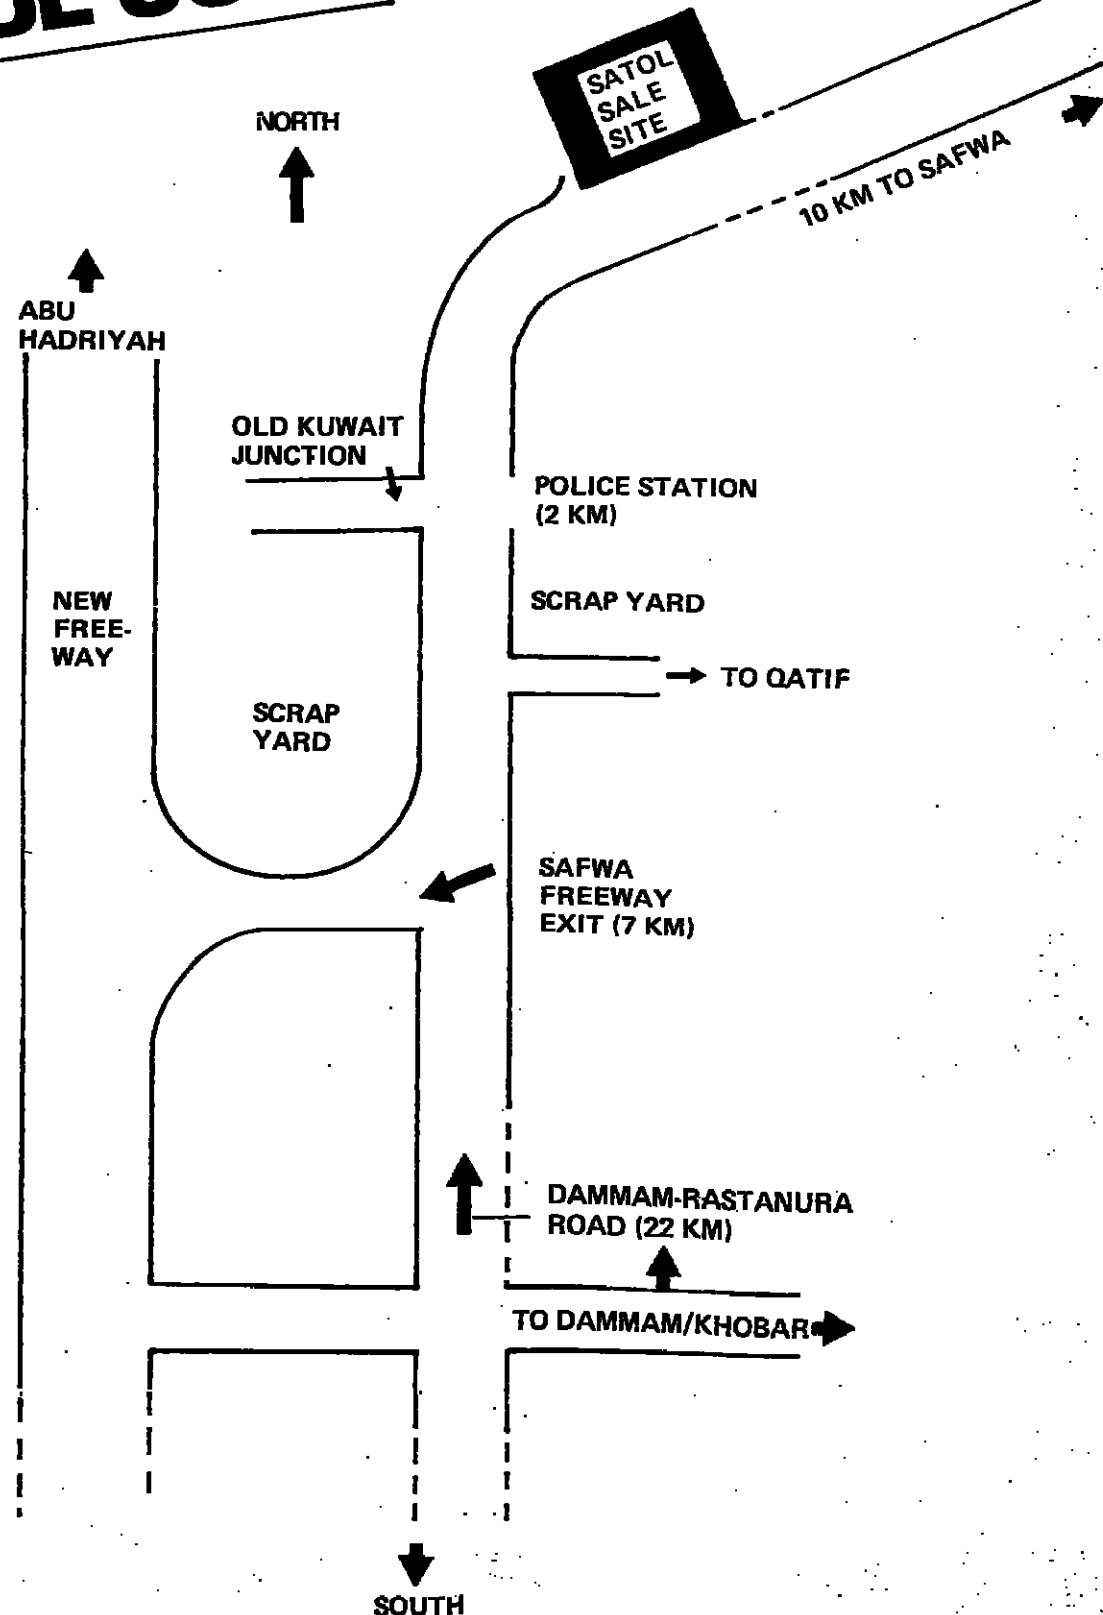 SATOL
SALE
SITE
NORTH
10 KM TO SAFWA
ABU
HADRIYAH
OLD KUWAIT
JUNCTION
POLICE STATION
(2 KM)
NEW
FREE-
WAY
SCRAP YARD
TO QATIF
SCRAP
YARD
SAFWA
FREEWAY
EXIT (7 KM)
DAMMAM-RASTANURA
ROAD (22 KM)
TO DAMMAM/KHOBAR
SOUTH